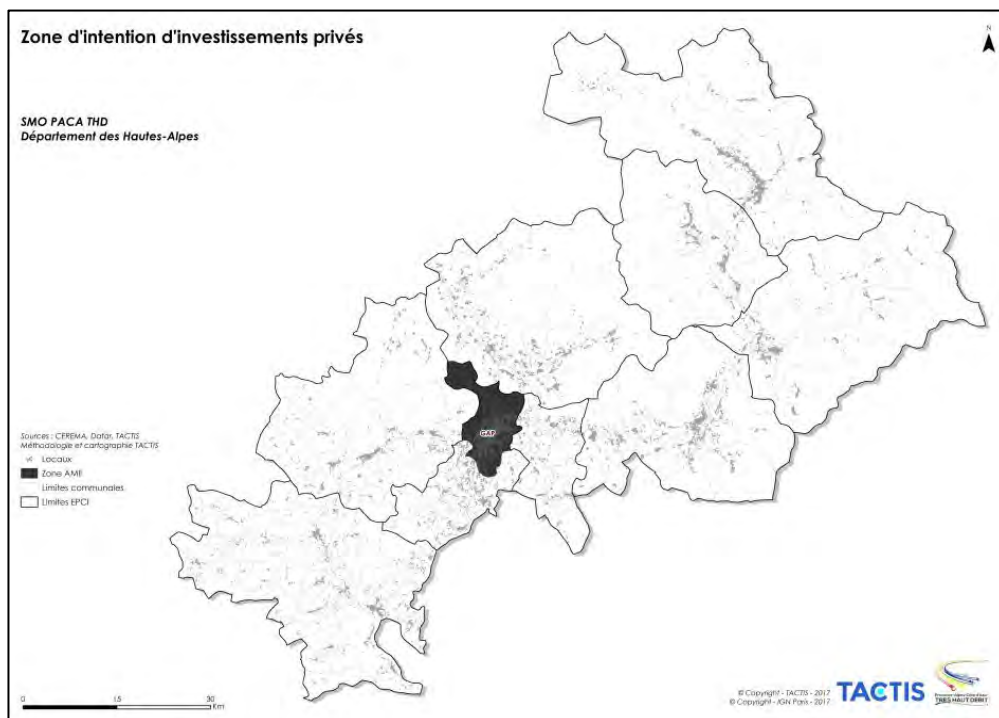 Zone d'intention d'investissements privés
N
SMO PACA THD
Département des Hautes-Alpes
GAP
Sources : CEREMA, Datar, TACTIS
Méthodologie et cartographie TACTIS
Locaux
Zone AMII
Limites communales
Limites EPCI
0 15 30
Km
© Copyright - TACTIS - 2017
© Copyright - IGN Paris - 2017
TACTIS
TRES HAUT DEBIT